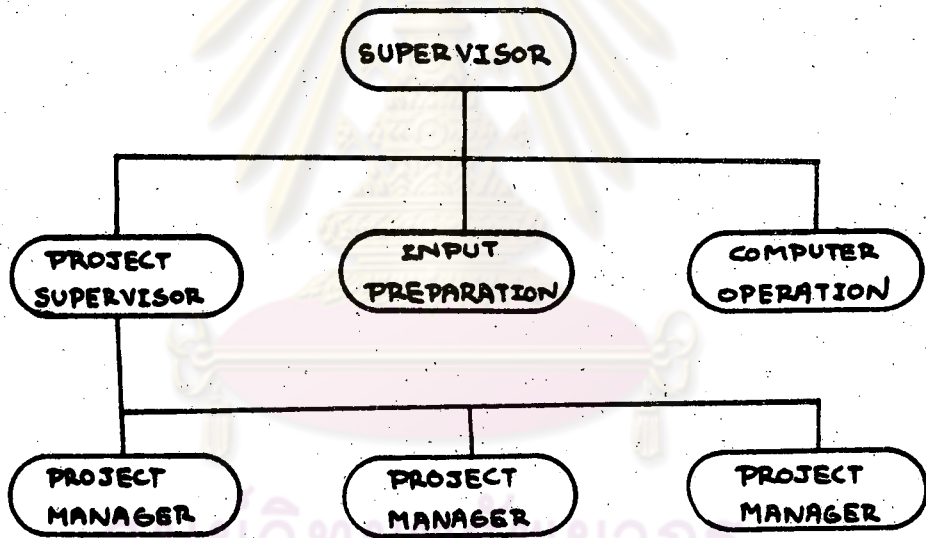 SUPERVISOR
PROJECT
SUPERVISOR
INPUT
PREPARATION
COMPUTER
OPERATION
PROJECT
MANAGER
PROJECT
MANAGER
PROJECT
MANAGER